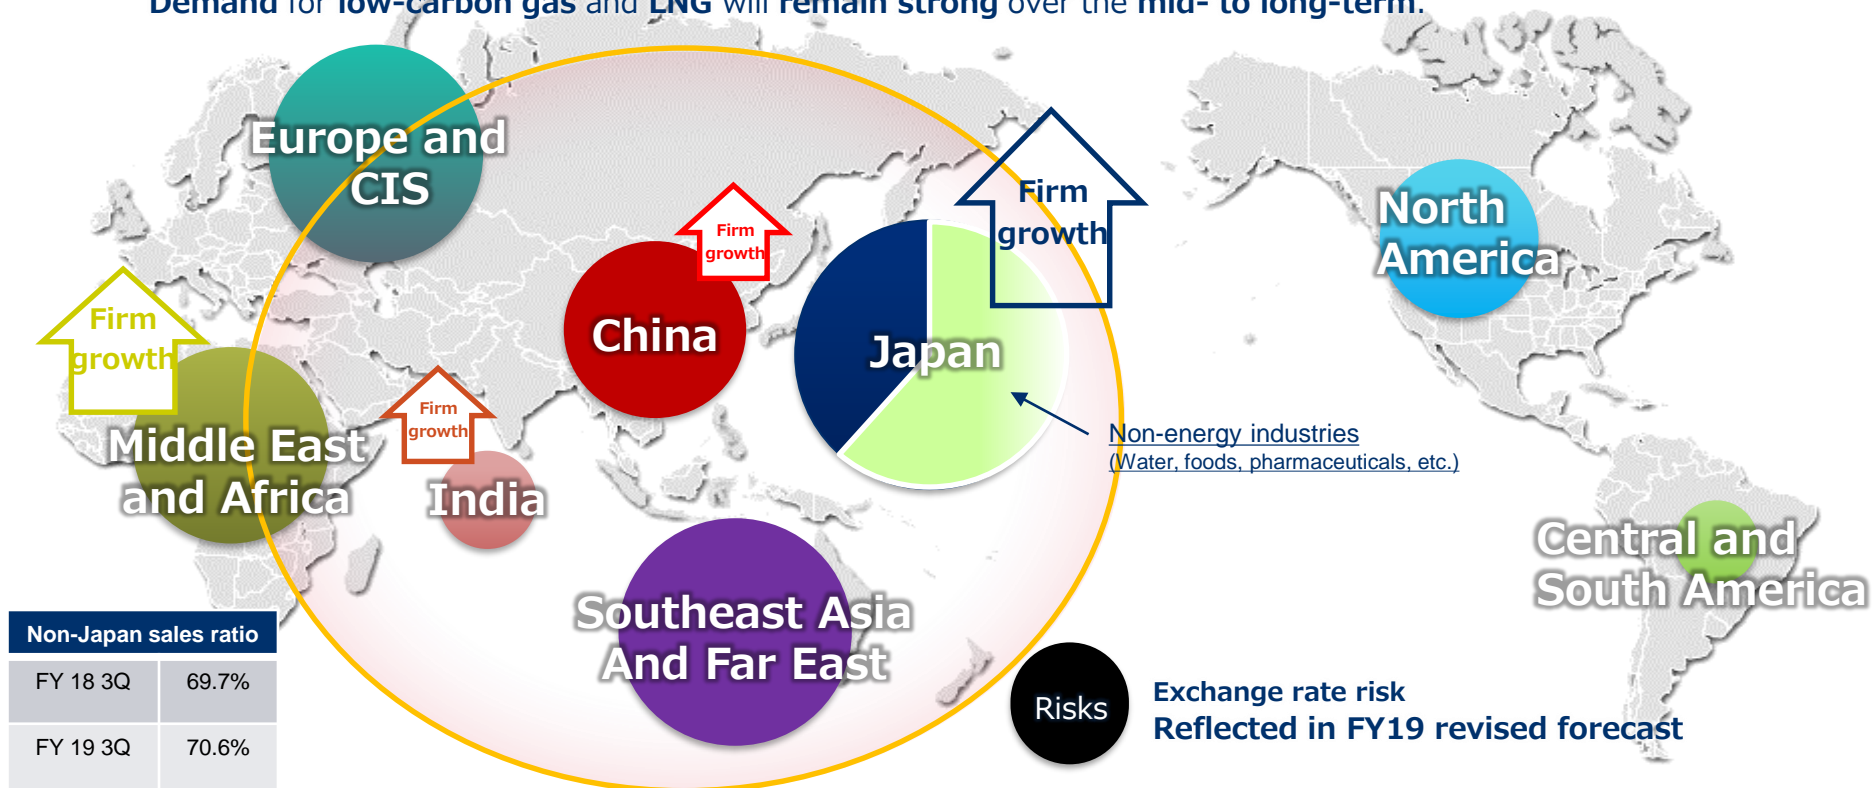 Demand for low-carbon gas and LNG will remain strong over the mid- to long-term.
Europe and
CIS
Firm
growth
Firm
growth
North
America
Firm
growth
China
Japan
Firm
growth
Middle East
and Africa
India
Non-energy industries
(Water, foods, pharmaceuticals, etc.)
Central and
South America
Southeast Asia
And Far East
Non-Japan sales ratio
FY 18 3Q 69.7%
FY 19 3Q 70.6%
Risks
Exchange rate risk
Reflected in FY19 revised forecast